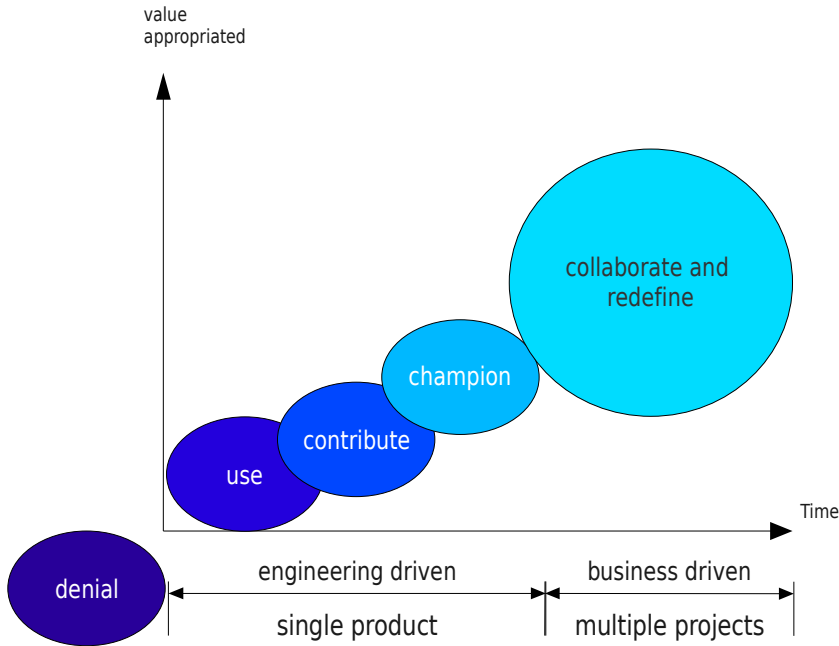 value
appropriated
collaborate and
redefine
champion
contribute
use
Time
denial
engineering driven
business driven
single product
multiple projects